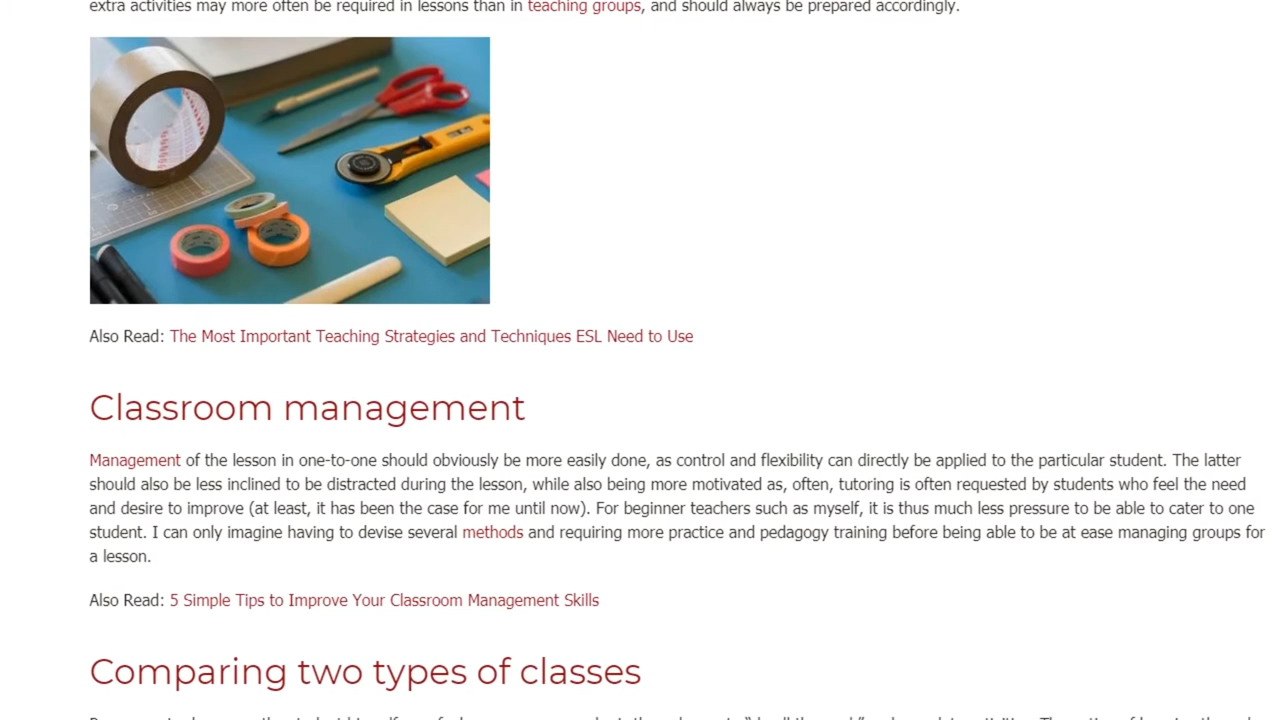 extra activities may more often be required in lessons than in teaching groups, and should always be prepared accordingly.
Also Read: The Most Important Teaching Strategies and Techniques ESL Need to Use
Classroom management
Management of the lesson in one-to-one should obviously be more easily done, as control and flexibility can directly be applied to the particular student. The latter
should also be less inclined to be distracted during the lesson, while also being more motivated as, often, tutoring is often requested by students who feel the need
and desire to improve (at least, it has been the case for me until now). For beginner teachers such as myself, it is thus much less pressure to be able to cater to one
student. I can only imagine having to devise several methods and requiring more practice and pedagogy training before being able to be at ease managing groups for
a lesson.
Also Read: 5 Simple Tips to Improve Your Classroom Management Skills
Comparing two types of classes